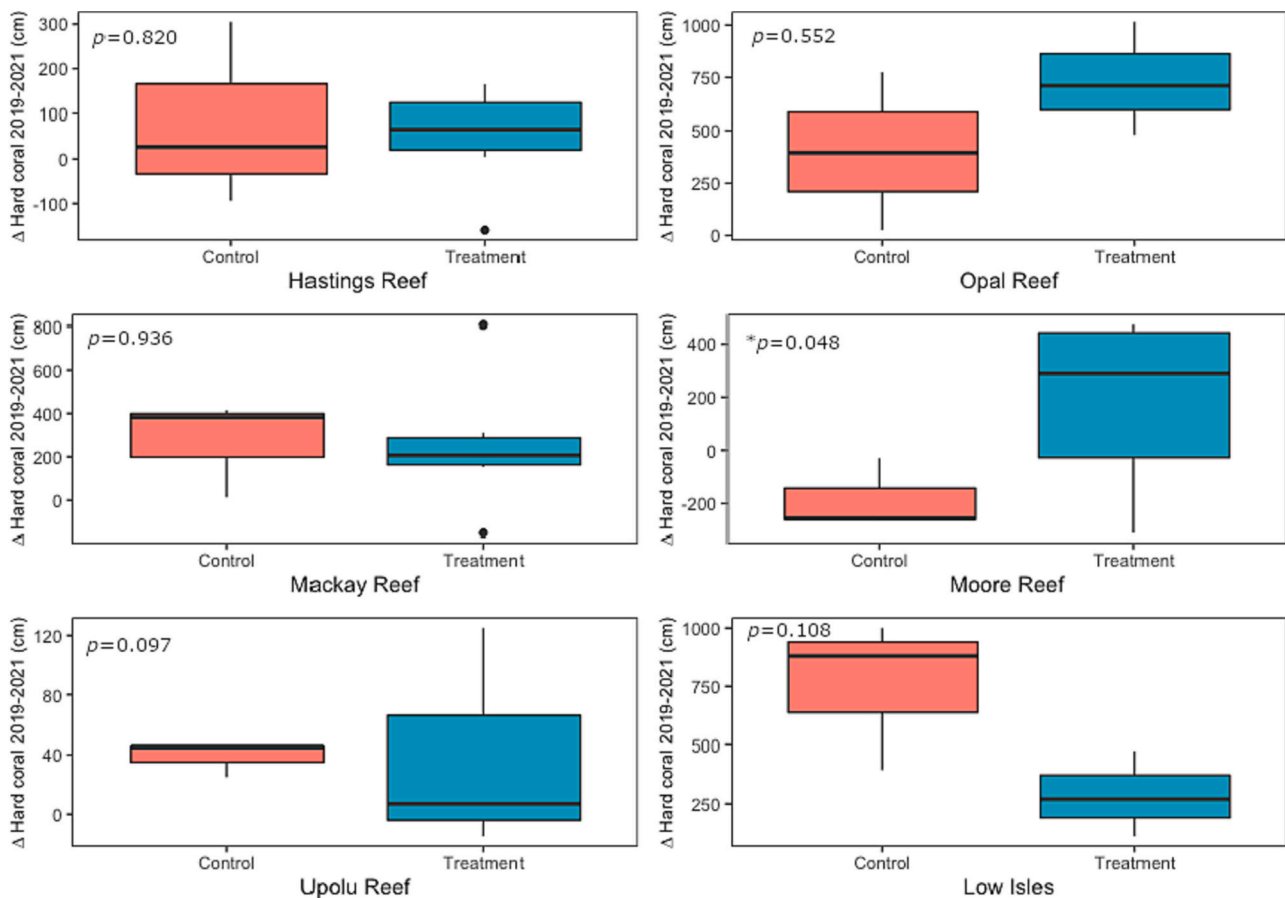 Δ Hard coral 2019-2021 (cm)
300
200
100
0
-100
p=0.820
Control
Treatment
Hastings Reef
Δ Hard coral 2019-2021 (cm)
1000
750
500
250
0
p=0.552
Control
Treatment
Opal Reef
Δ Hard coral 2019-2021 (cm)
800
600
400
200
0
p=0.936
Control
Treatment
Mackay Reef
Δ Hard coral 2019-2021 (cm)
400
200
0
-200
*p=0.048
Control
Treatment
Moore Reef
Δ Hard coral 2019-2021 (cm)
120
80
40
0
p=0.097
Control
Treatment
Upolu Reef
Δ Hard coral 2019-2021 (cm)
1000
750
500
250
p=0.108
Control
Treatment
Low Isles